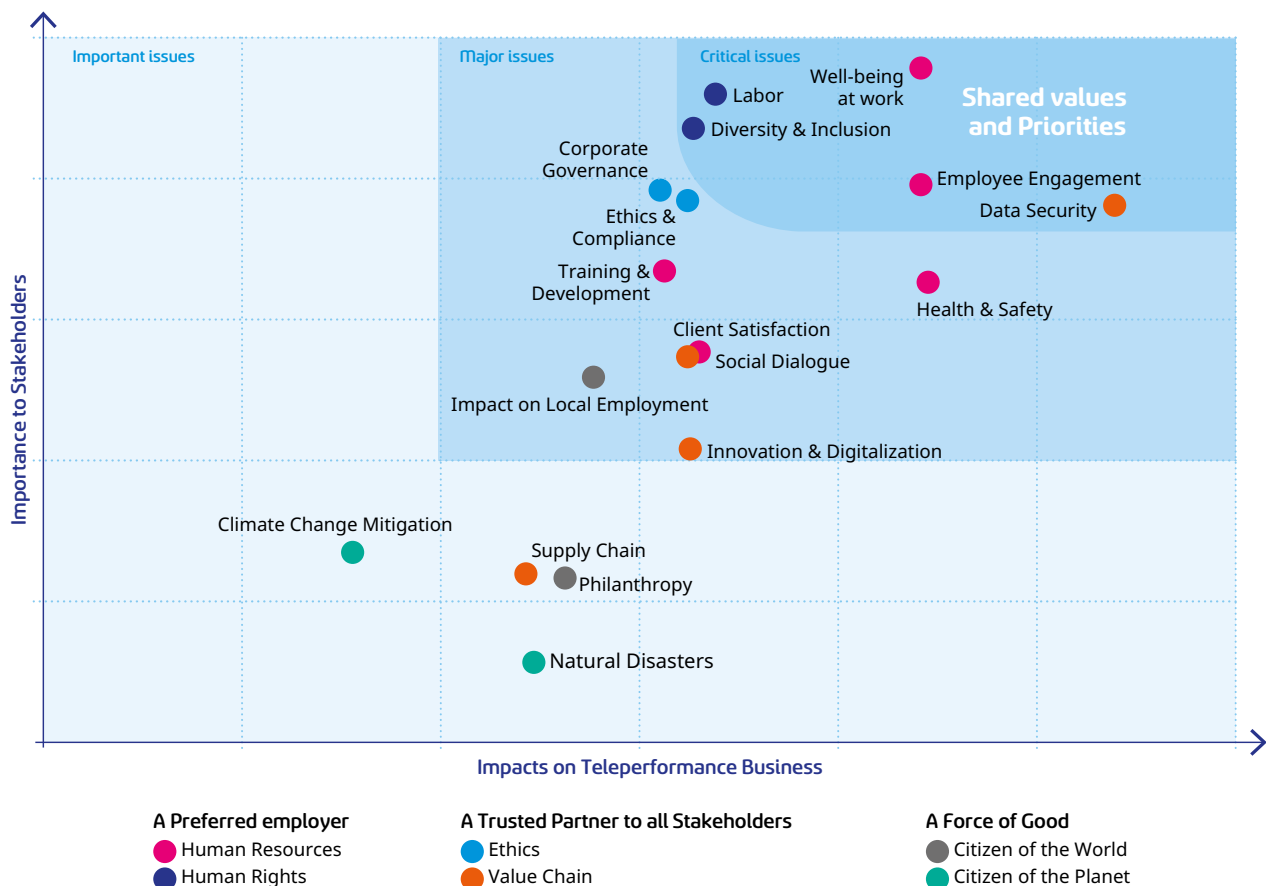 Important issues
Major issues
Critical issues
Well-being
at work
Shared values
and Priorities
Labor
Diversity & Inclusion
Corporate
Governance
Employee Engagement
Data Security
Ethics &
Compliance
Training &
Development
Health & Safety
Client Satisfaction
Social Dialogue
Impact on Local Employment
Innovation & Digitalization
Climate Change Mitigation
Supply Chain
Philanthropy
Natural Disasters
Importance to Stakeholders
Impacts on Teleperformance Business
A Preferred employer
Human Resources
Human Rights
A Trusted Partner to all Stakeholders
Ethics
Value Chain
A Force of Good
Citizen of the World
Citizen of the Planet